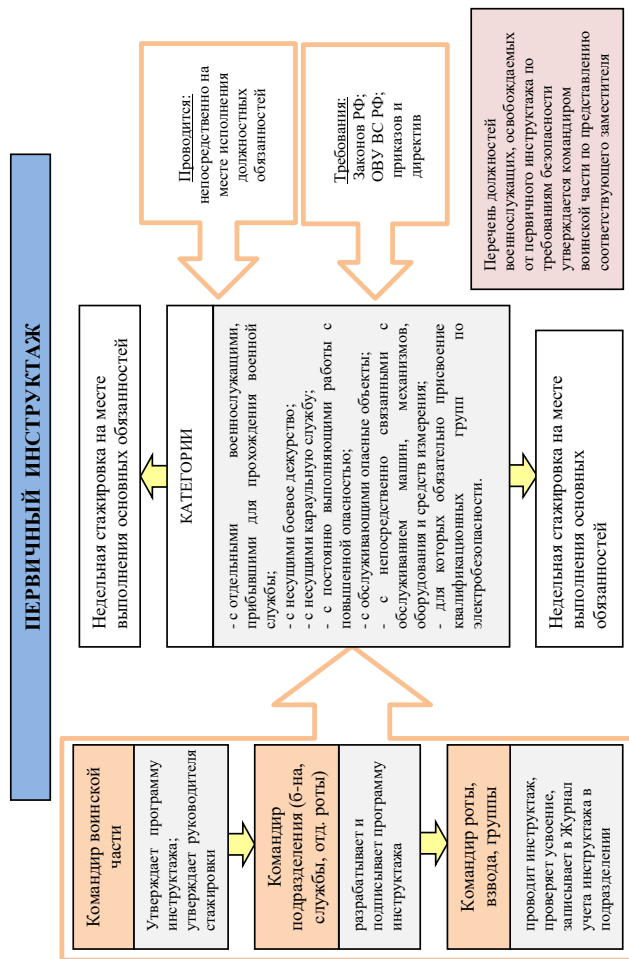 ПЕРВИЧНЫЙ ИНСТРУКТАЖ
Командир воинской
части
Утверждает программу
инструктажа;
утверждает руководителя
стажировки
Командир
подразделения (б-на,
службы, отд. роты)
разрабатывает и
подписывает программу
инструктажа
Командир роты,
взвода, группы
проводит инструктаж,
проверяет усвоение,
записывает в Журнал
учета инструктажа в
подразделении
Недельная стажировка на месте
выполнения основных обязанностей
КАТЕГОРИИ
- с отдельными военнослужащими,
прибывшими для прохождения военной
службы;
- с несущими боевое дежурство;
- с несущими караульную службу;
- с постоянно выполняющими работы с
повышенной опасностью;
- с обслуживающими опасные объекты;
- с непосредственно связанными с
обслуживанием машин, механизмов,
оборудования и средств измерения;
- для которых обязательно присвоение
квалификационных групп по
электробезопасности.
Недельная стажировка на месте
выполнения основных
обязанностей
Проводится:
непосредственно на
месте исполнения
должностных
обязанностей
Требования:
Законов РФ;
ОВУ ВС РФ;
приказов и
директив
Перечень должностей
военнослужащих, освобождаемых
от первичного инструктажа по
требованиям безопасности
утверждается командиром
воинской части по представлению
соответствующего заместителя